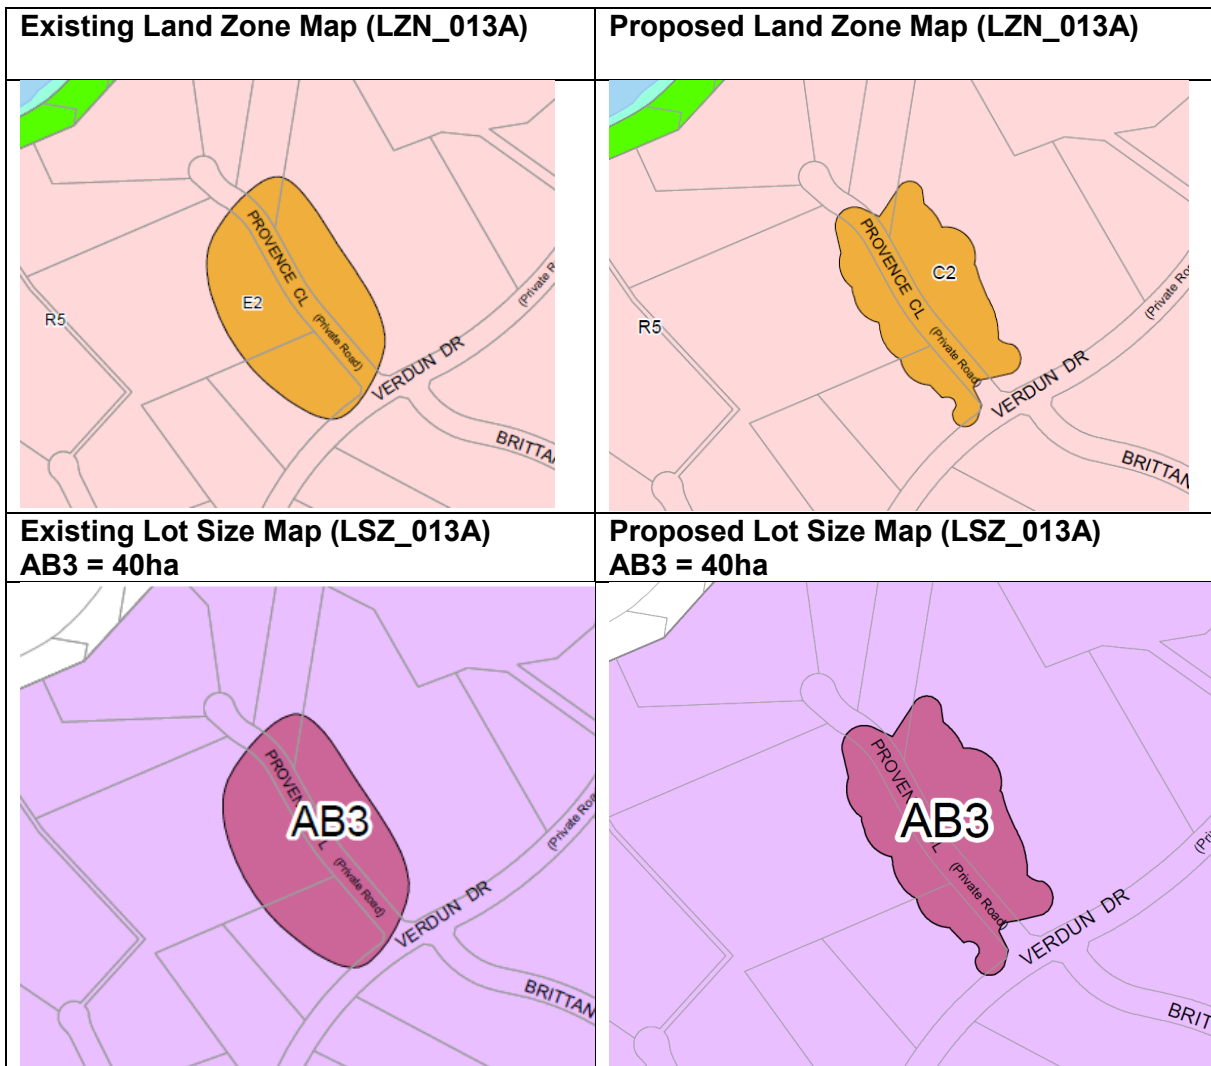 Existing Land Zone Map (LZN_013A)
Proposed Land Zone Map (LZN_013A)
PROVENCE CL
(Private Road)
E2
R5
VERDUN DR
(Private R
BRITTA
PROVENCE CL
(Private Road)
C2
R5
VERDUN DR
(Private Roa
BRITTAN
Existing Lot Size Map (LSZ_013A)
AB3 = 40ha
Proposed Lot Size Map (LSZ_013A)
AB3 = 40ha
PROVEN
L
AB3
(Private Road)
VERDUN DR
(Private Roa
BRITTAN
PROVEN
L
AB3
(Private Road)
VERDUN DR
(Pri
BRIT